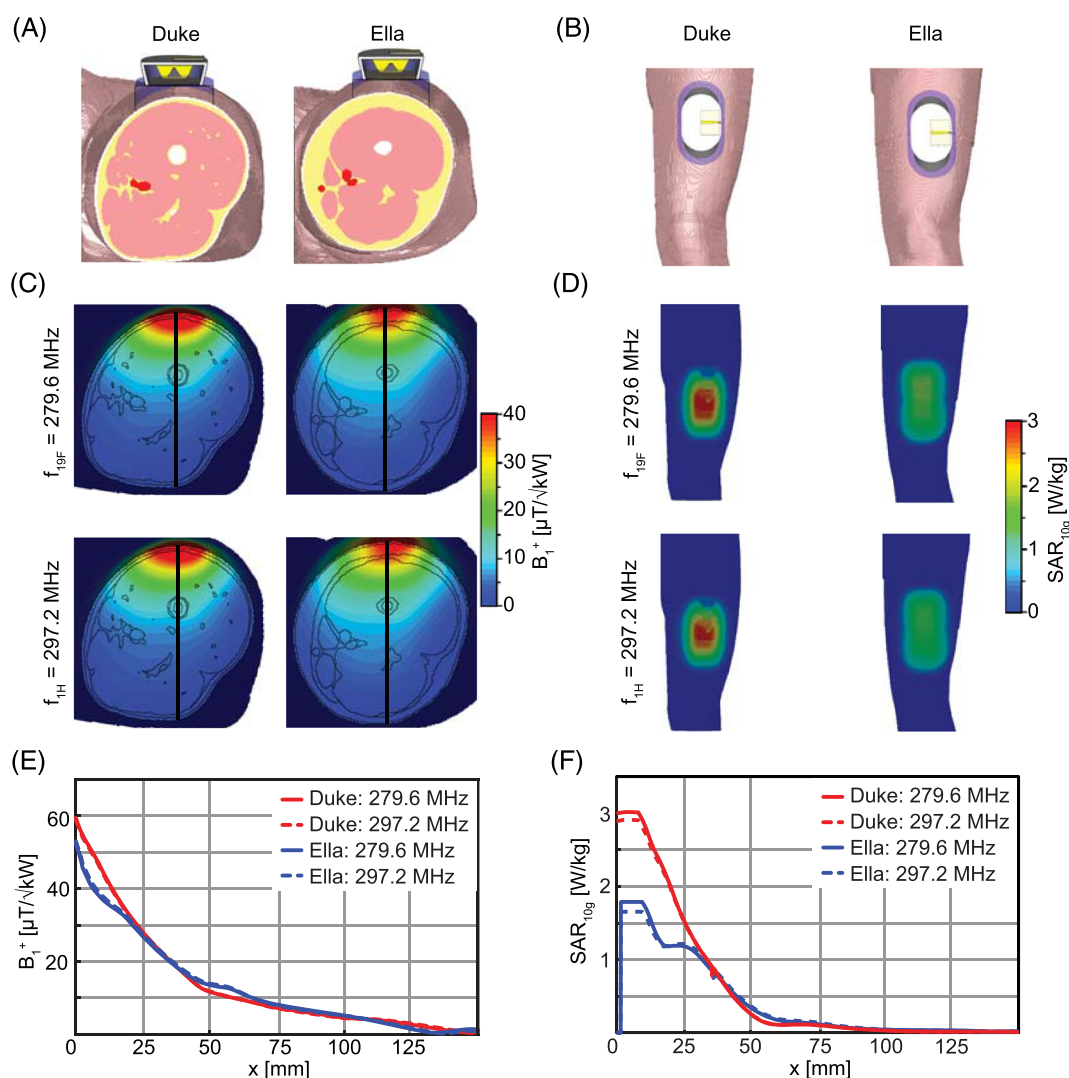 (A)
Duke
Ella
(B)
Duke
Ella
(C)
f19F = 279.6 MHz
f1H = 297.2 MHz
40
30
20
10
0
B1+ [µT/√kW]
(D)
f19F = 279.6 MHz
f1H = 297.2 MHz
3
2
1
0
SAR10g [W/kg]
(E)
Duke: 279.6 MHz
Duke: 297.2 MHz
Ella: 279.6 MHz
Ella: 297.2 MHz
60
40
20
B1+ [µT/√kW]
0
25
50
75
100
125
x [mm]
(F)
Duke: 279.6 MHz
Duke: 297.2 MHz
Ella: 279.6 MHz
Ella: 297.2 MHz
3
2
1
SAR10g [W/kg]
0
25
50
75
100
125
x [mm]